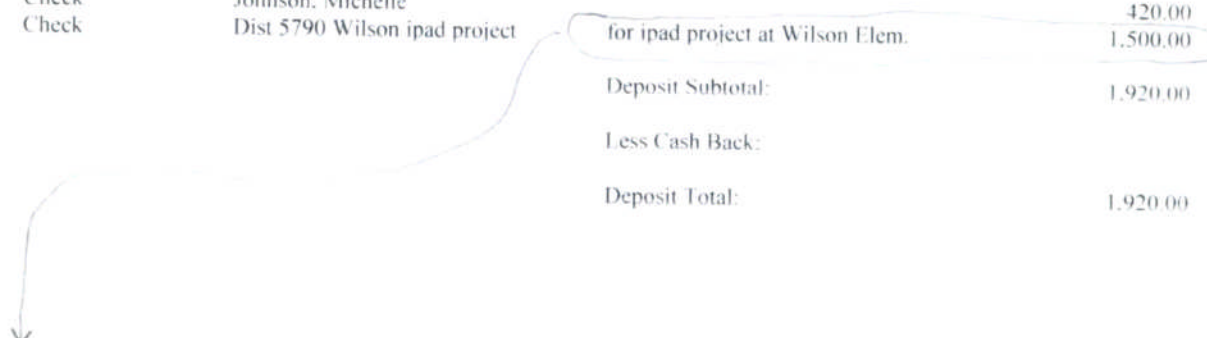 Check Johnson, Michelle 420.00
Check Dist 5790 Wilson ipad project for ipad project at Wilson Elem. 1,500.00
Deposit Subtotal: 1,920.00
Less Cash Back:
Deposit Total: 1,920.00